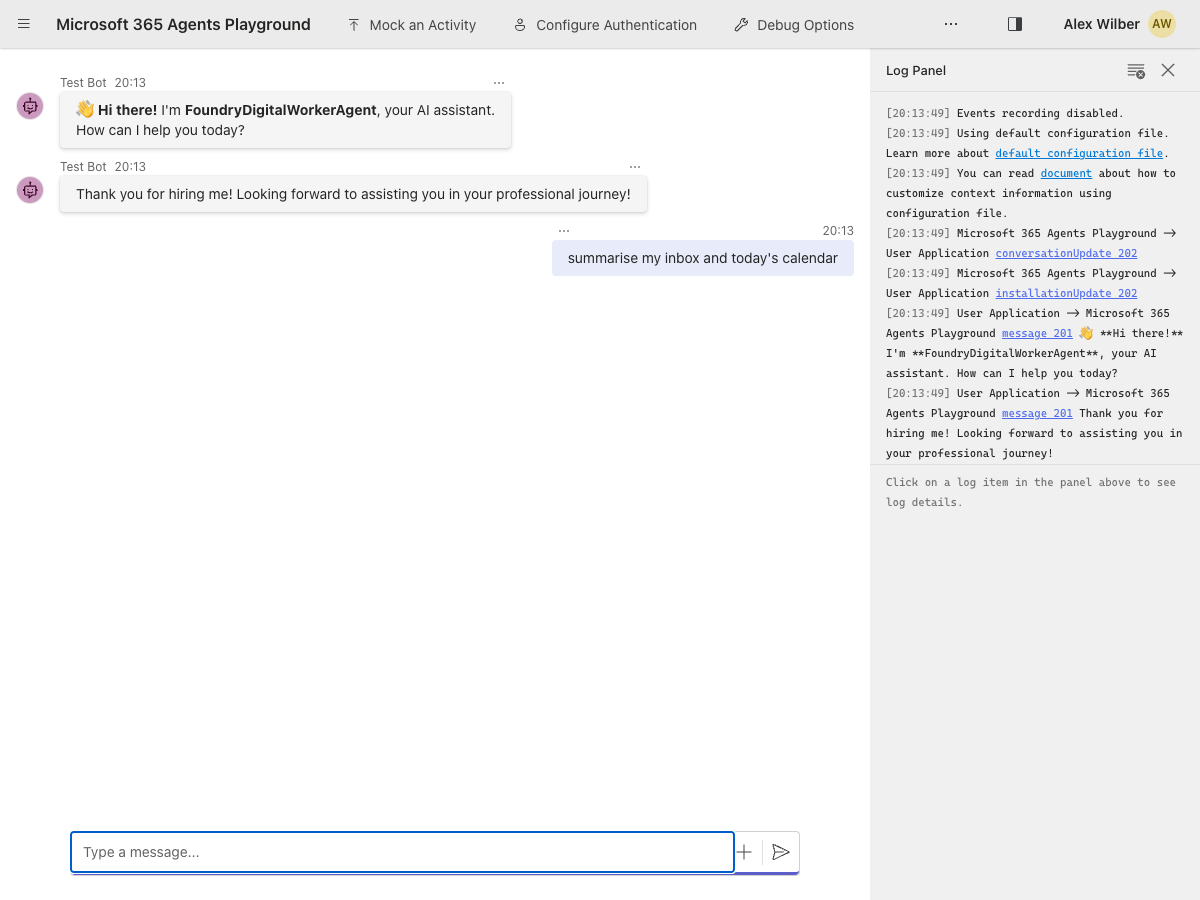 Microsoft 365 Agents Playground
Mock an Activity
Configure Authentication
Debug Options
Alex Wilber
AW
Test Bot 20:13
👋 Hi there! I'm FoundryDigitalWorkerAgent, your AI assistant.
How can I help you today?
Test Bot 20:13
Thank you for hiring me! Looking forward to assisting you in your professional journey!
20:13
summarise my inbox and today's calendar
Type a message...
Log Panel
[20:13:49] Events recording disabled.
[20:13:49] Using default configuration file.
Learn more about default configuration file.
[20:13:49] You can read document about how to
customize context information using
configuration file.
[20:13:49] Microsoft 365 Agents Playground →
User Application conversationUpdate 202
[20:13:49] Microsoft 365 Agents Playground →
User Application installationUpdate 202
[20:13:49] User Application → Microsoft 365
Agents Playground message 201 👋 **Hi there!**
I'm **FoundryDigitalWorkerAgent**, your AI
assistant. How can I help you today?
[20:13:49] User Application → Microsoft 365
Agents Playground message 201 Thank you for
hiring me! Looking forward to assisting you in
your professional journey!
Click on a log item in the panel above to see
log details.